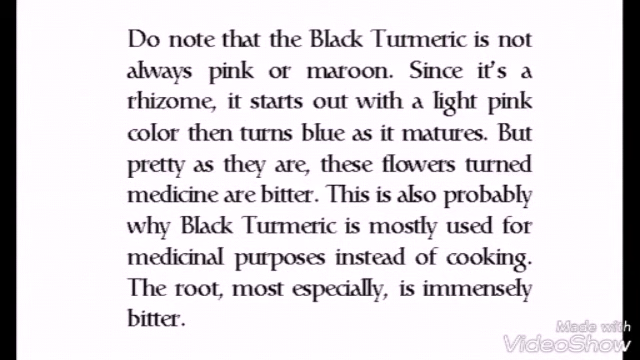 Do note that the Black Turmeric is not
always pink or maroon. Since it's a
rhizome, it starts out with a light pink
color then turns blue as it matures. But
pretty as they are, these flowers turned
medicine are bitter. This is also probably
why Black Turmeric is mostly used for
medicinal purposes instead of cooking.
The root, most especially, is immensely
bitter.
Made with
VideoShow